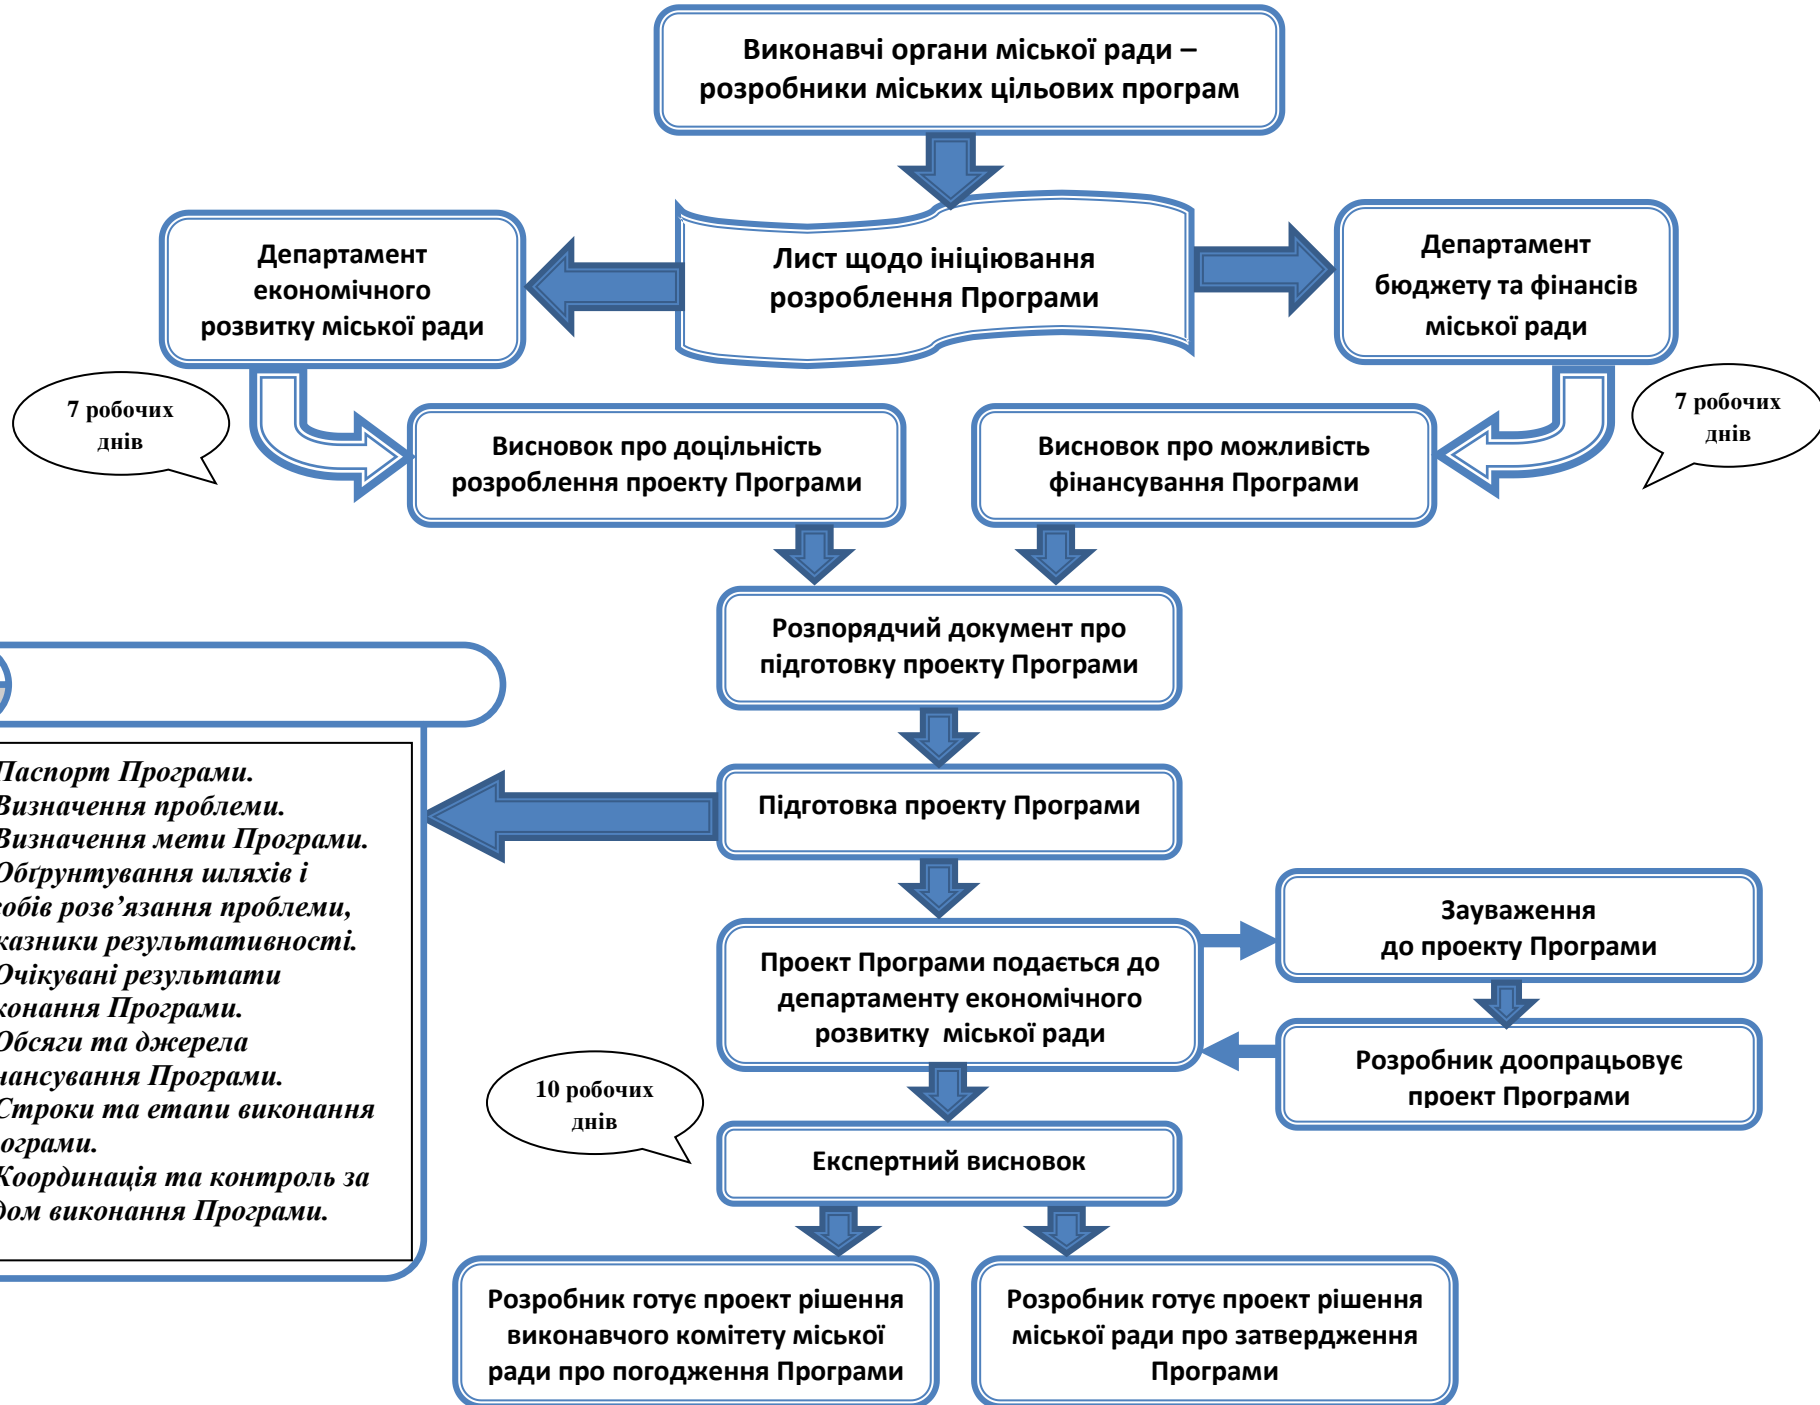 Виконавчі органи міської ради –
розробники міських цільових програм
Лист щодо ініціювання
розроблення Програми
Департамент
економічного
розвитку міської ради
Департамент
бюджету та фінансів
міської ради
7 робочих
днів
7 робочих
днів
Висновок про доцільність
розроблення проекту Програми
Висновок про можливість
фінансування Програми
Розпорядчий документ про
підготовку проекту Програми
Підготовка проекту Програми
Паспорт Програми.
Визначення проблеми.
Визначення мети Програми.
Обґрунтування шляхів і
розв’язання проблеми,
результативності.
Очікувані результати
Програми.
Обсяги та джерела
Програми.
Строки та етапи виконання
Координація та контроль за
виконання Програми.
Проект Програми подається до
департаменту економічного
розвитку міської ради
Зауваження
до проекту Програми
Розробник доопрацьовує
проект Програми
10 робочих
днів
Експертний висновок
Розробник готує проект рішення
виконавчого комітету міської
ради про погодження Програми
Розробник готує проект рішення
міської ради про затвердження
Програми